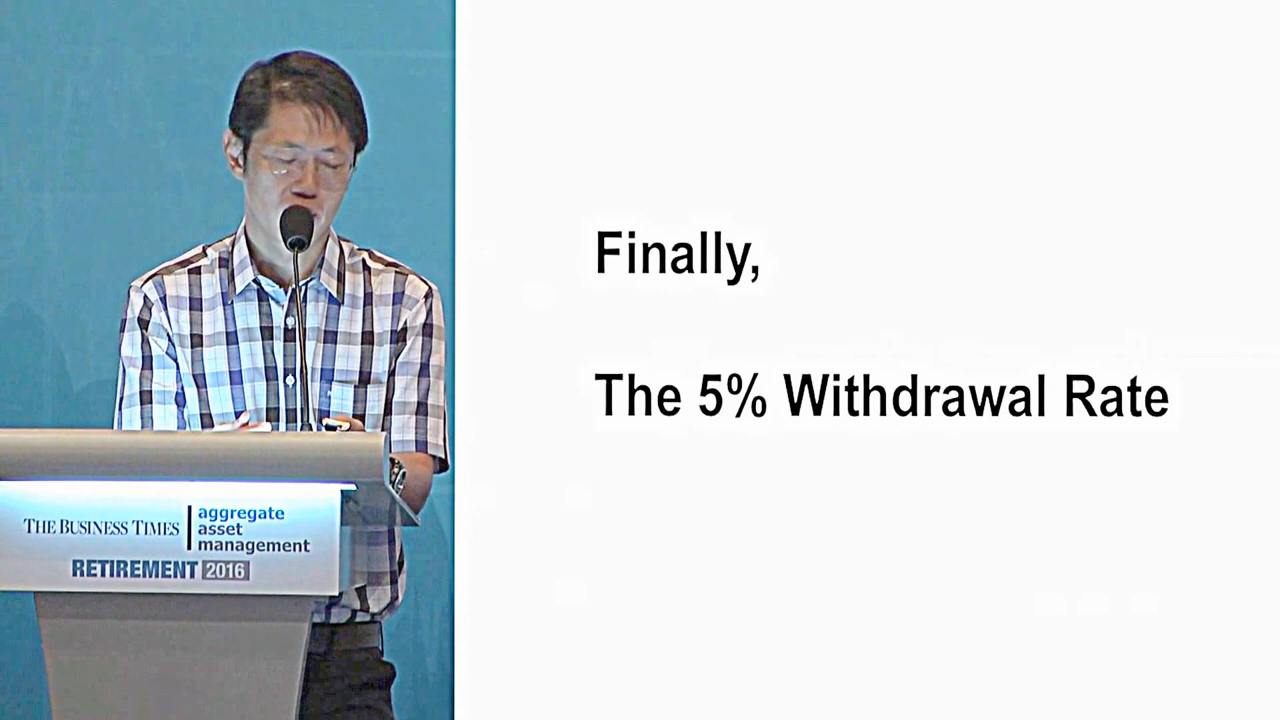 Finally,
The 5% Withdrawal Rate
THE BUSINESS TIMES
aggregate
asset
management
RETIREMENT 2016